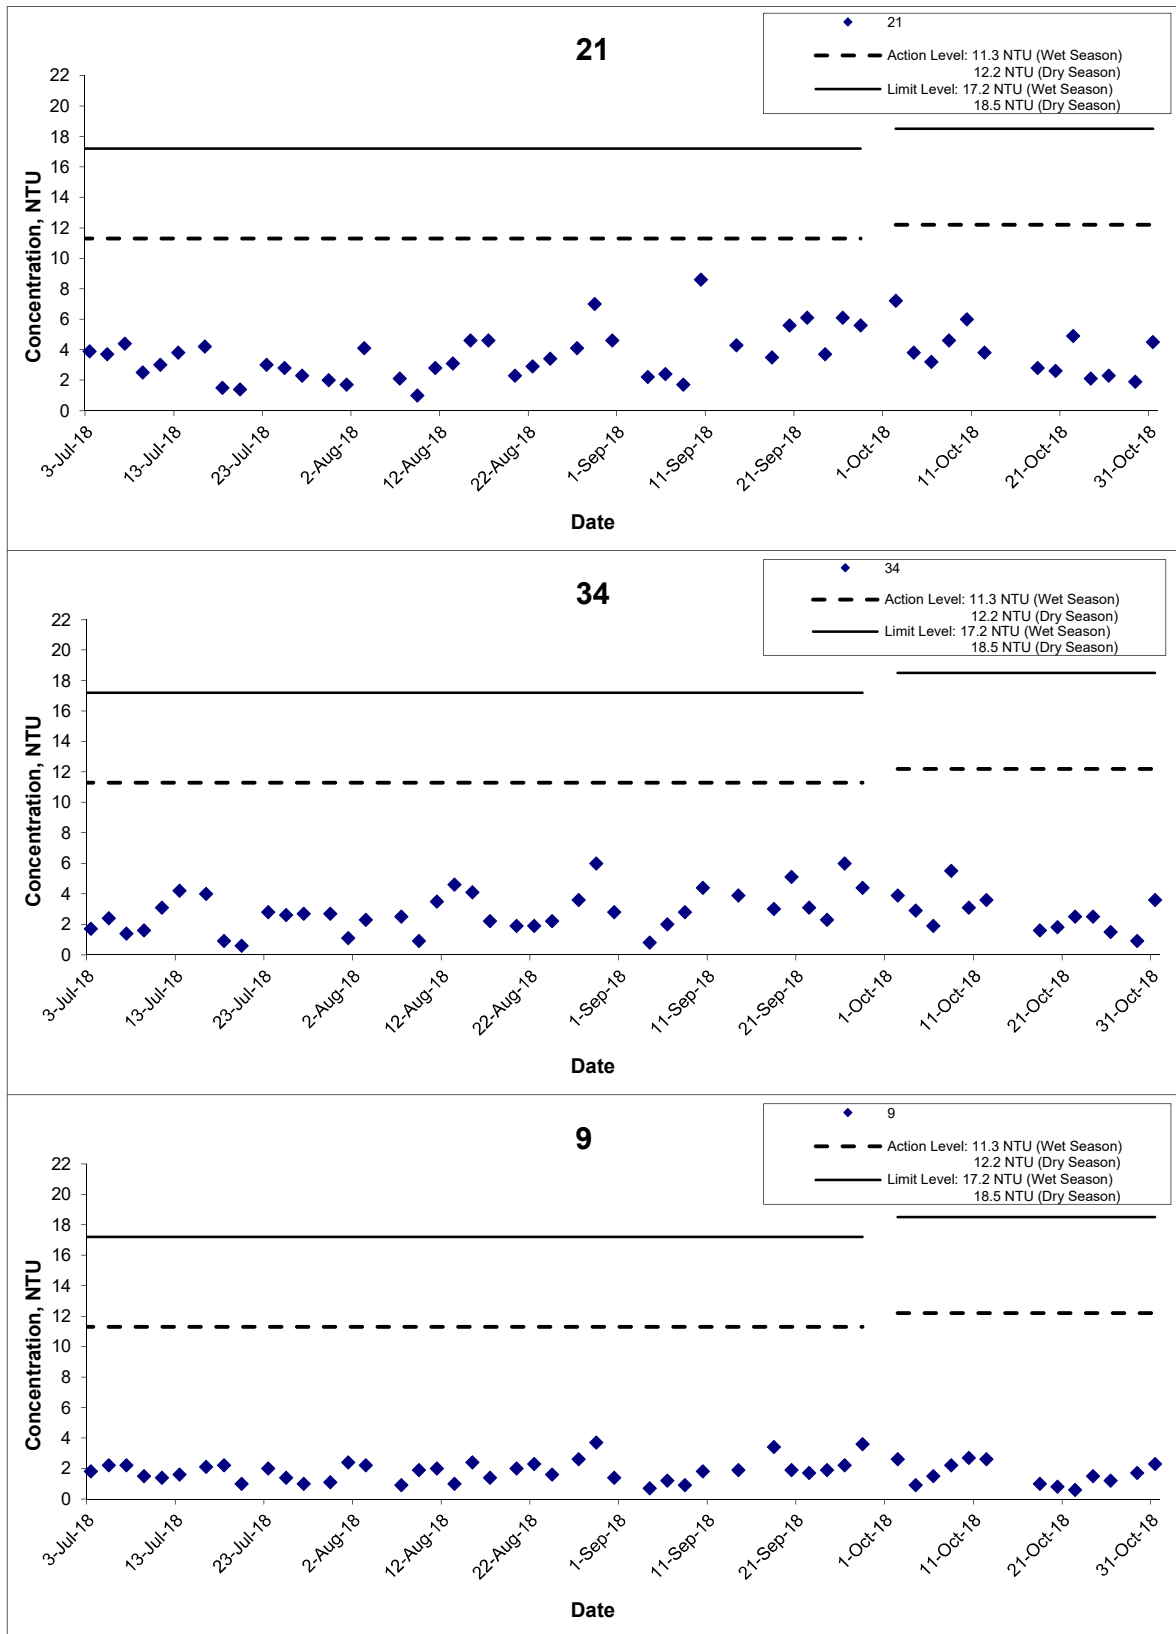 21
21
Action Level: 11.3 NTU (Wet Season)
12.2 NTU (Dry Season)
Limit Level: 17.2 NTU (Wet Season)
18.5 NTU (Dry Season)
Concentration, NTU
22
20
18
16
14
12
10
8
6
4
2
0
3-Jul-18
13-Jul-18
23-Jul-18
2-Aug-18
12-Aug-18
22-Aug-18
1-Sep-18
11-Sep-18
21-Sep-18
1-Oct-18
11-Oct-18
21-Oct-18
31-Oct-18
Date
34
34
Action Level: 11.3 NTU (Wet Season)
12.2 NTU (Dry Season)
Limit Level: 17.2 NTU (Wet Season)
18.5 NTU (Dry Season)
Concentration, NTU
22
20
18
16
14
12
10
8
6
4
2
0
3-Jul-18
13-Jul-18
23-Jul-18
2-Aug-18
12-Aug-18
22-Aug-18
1-Sep-18
11-Sep-18
21-Sep-18
1-Oct-18
11-Oct-18
21-Oct-18
31-Oct-18
Date
9
9
Action Level: 11.3 NTU (Wet Season)
12.2 NTU (Dry Season)
Limit Level: 17.2 NTU (Wet Season)
18.5 NTU (Dry Season)
Concentration, NTU
22
20
18
16
14
12
10
8
6
4
2
0
3-Jul-18
13-Jul-18
23-Jul-18
2-Aug-18
12-Aug-18
22-Aug-18
1-Sep-18
11-Sep-18
21-Sep-18
1-Oct-18
11-Oct-18
21-Oct-18
31-Oct-18
Date